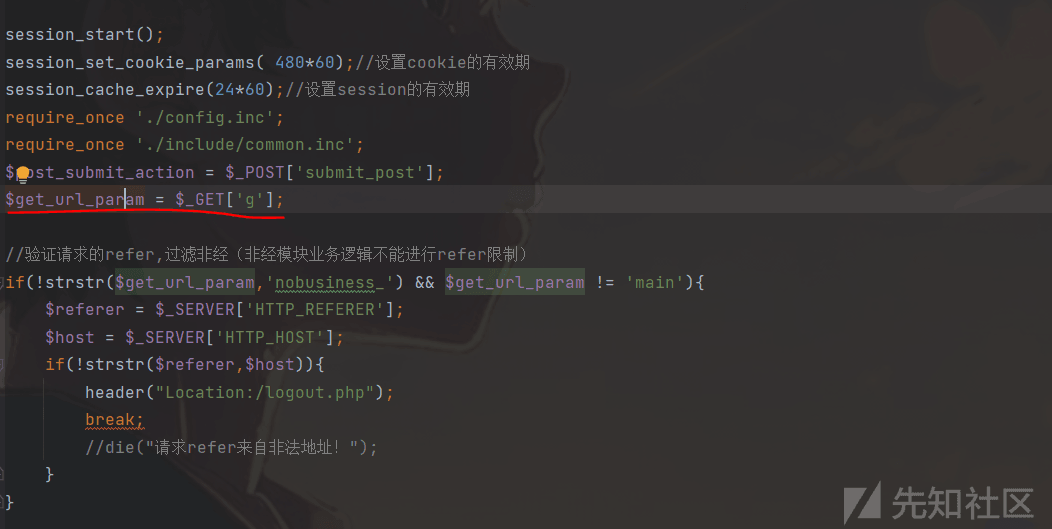 session_start();
session_set_cookie_params( 480*60);//设置cookie的有效期
session_cache_expire(24*60);//设置session的有效期
require_once './config.inc';
require_once './include/common.inc';
$post_submit_action = $_POST['submit_post'];
$get_url_param = $_GET['g'];
//验证请求的refer,过滤非经（非经模块业务逻辑不能进行refer限制）
if(!strstr($get_url_param,'nobusiness_') && $get_url_param != 'main'){
$referer = $_SERVER['HTTP_REFERER'];
$host = $_SERVER['HTTP_HOST'];
if(!strstr($referer,$host)){
header("Location:/logout.php");
break;
//die("请求refer来自非法地址！");
}
}
先知社区